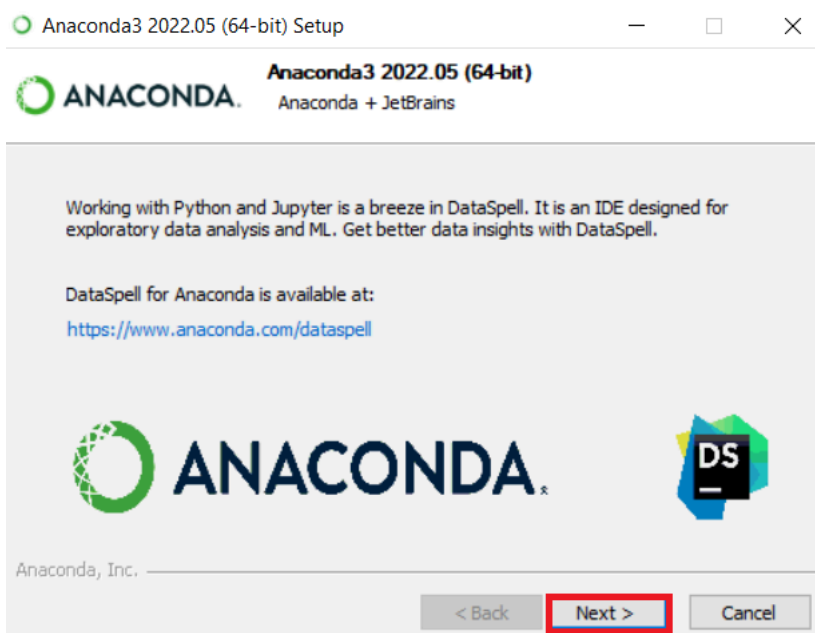 Anaconda3 2022.05 (64-bit) Setup
ANACONDA.
Anaconda3 2022.05 (64-bit)
Anaconda + JetBrains
Working with Python and Jupyter is a breeze in DataSpell. It is an IDE designed for
exploratory data analysis and ML. Get better data insights with DataSpell.
DataSpell for Anaconda is available at:
https://www.anaconda.com/dataspell
ANACONDA.
DS
Anaconda, Inc.
< Back
Next >
Cancel